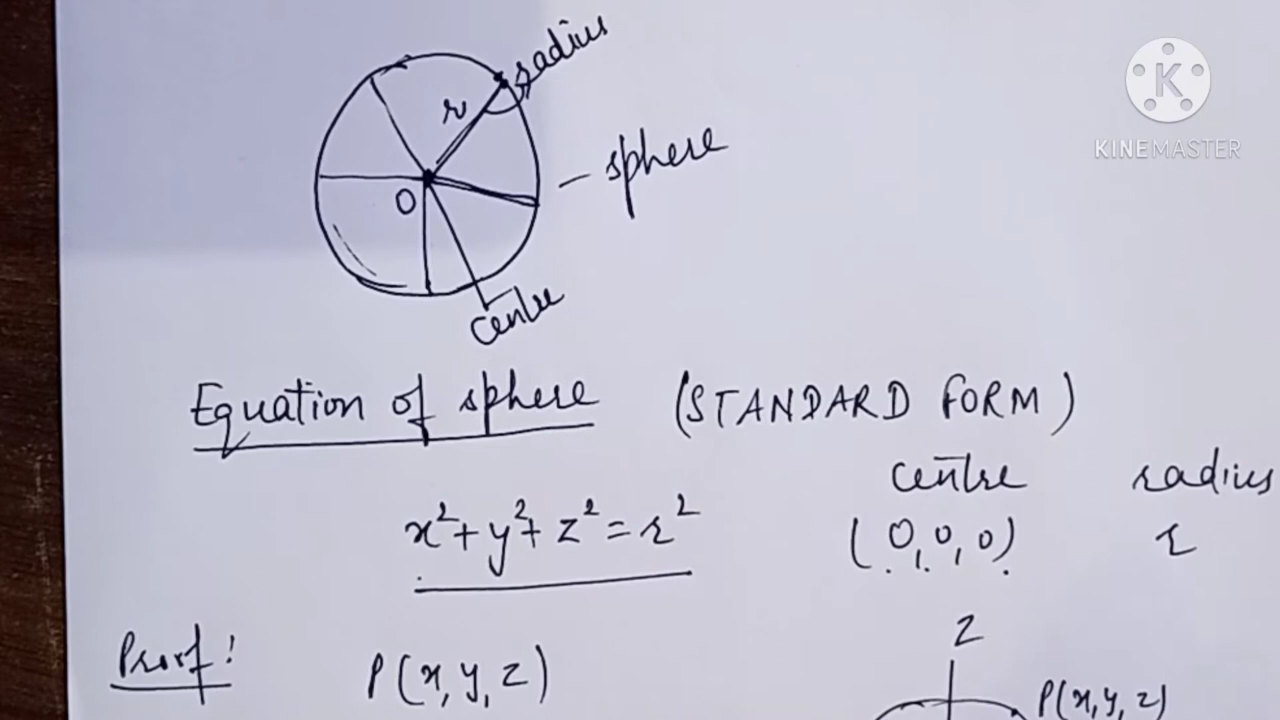 radius
r
K
KINEMASTER
sphere
O
centre
Equation of sphere (STANDARD FORM)
centre radius
x²+y²+z²=r² (0,0,0) r
Z
Proof: P(x,y,z)
P(x,y,z)